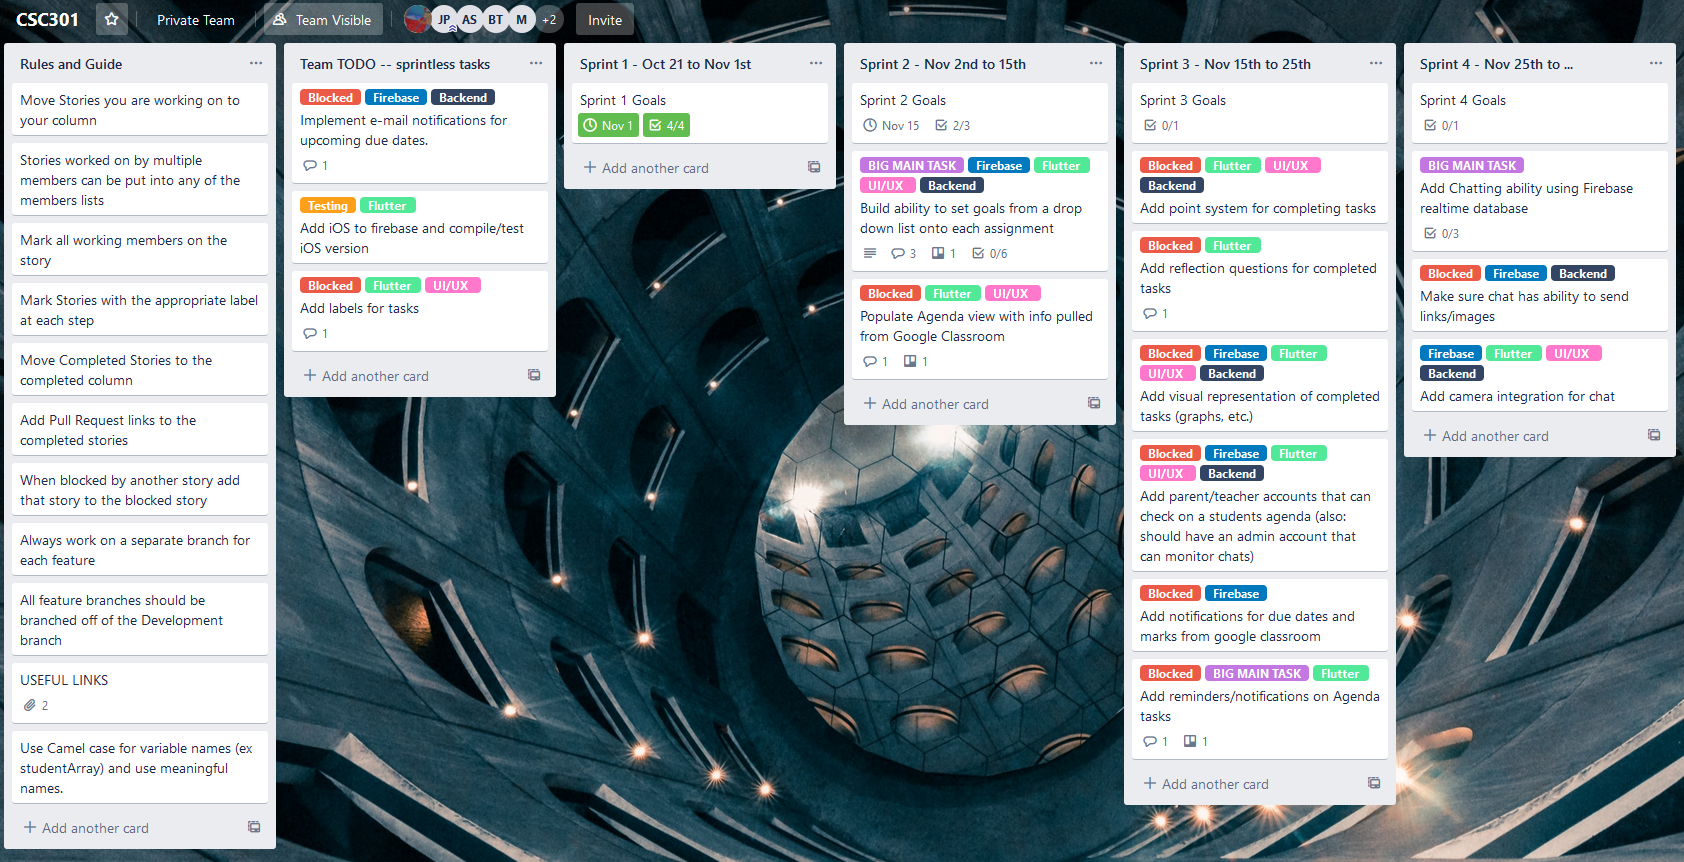 CSC301
Private Team
Team Visible
JP
AS
BT
M
+2
Invite
Rules and Guide
Move Stories you are working on to
your column
Stories worked on by multiple
members can be put into any of the
members lists
Mark all working members on the
story
Mark Stories with the appropriate label
at each step
Move Completed Stories to the
completed column
Add Pull Request links to the
completed stories
When blocked by another story add
that story to the blocked story
Always work on a separate branch for
each feature
All feature branches should be
branched off of the Development
branch
USEFUL LINKS
2
Use Camel case for variable names (ex
studentArray) and use meaningful
names.
+ Add another card
Team TODO -- sprintless tasks
Blocked Firebase Backend
Implement e-mail notifications for
upcoming due dates.
1
Testing Flutter
Add iOS to firebase and compile/test
iOS version
Blocked Flutter UI/UX
Add labels for tasks
1
+ Add another card
Sprint 1 - Oct 21 to Nov 1st
Sprint 1 Goals
Nov 1 4/4
+ Add another card
Sprint 2 - Nov 2nd to 15th
Sprint 2 Goals
Nov 15 2/3
BIG MAIN TASK Firebase Flutter
UI/UX Backend
Build ability to set goals from a drop
down list onto each assignment
3 1 0/6
Blocked Flutter UI/UX
Populate Agenda view with info pulled
from Google Classroom
1 1
+ Add another card
Sprint 3 - Nov 15th to 25th
Sprint 3 Goals
0/1
Blocked Flutter UI/UX
Backend
Add point system for completing tasks
Blocked Flutter
Add reflection questions for completed
tasks
1
Blocked Firebase Flutter
UI/UX Backend
Add visual representation of completed
tasks (graphs, etc.)
Blocked Firebase Flutter
UI/UX Backend
Add parent/teacher accounts that can
check on a students agenda (also:
should have an admin account that
can monitor chats)
Blocked Firebase
Add notifications for due dates and
marks from google classroom
Blocked BIG MAIN TASK Flutter
Add reminders/notifications on Agenda
tasks
1 1
+ Add another card
Sprint 4 - Nov 25th to ...
Sprint 4 Goals
0/1
BIG MAIN TASK
Add Chatting ability using Firebase
realtime database
0/3
Blocked Firebase Backend
Make sure chat has ability to send
links/images
Firebase Flutter UI/UX
Backend
Add camera integration for chat
+ Add another card